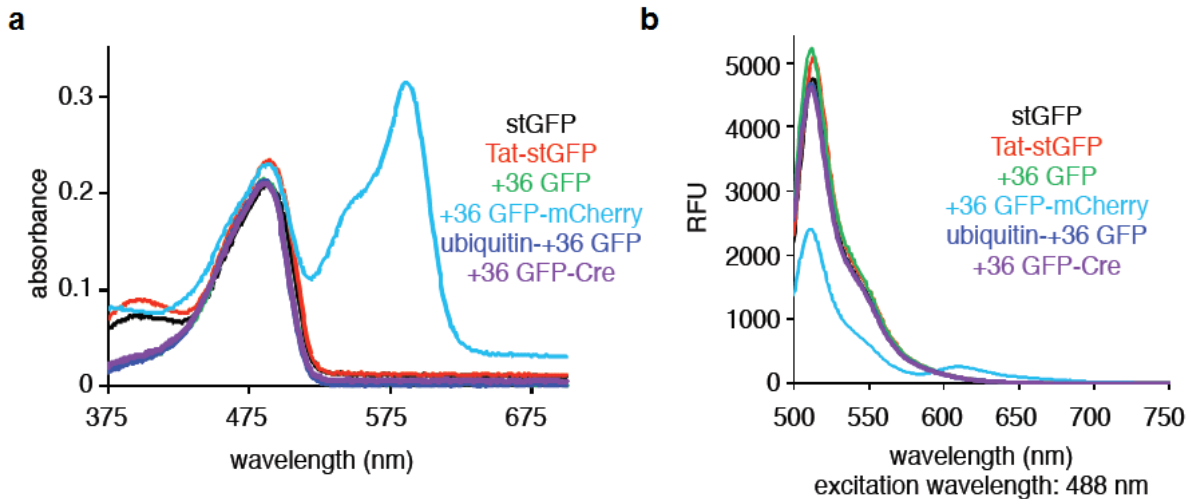 a
absorbance
0.3
0.2
0.1
0
375
475
575
675
wavelength (nm)
stGFP
Tat-stGFP
+36 GFP
+36 GFP-mCherry
ubiquitin-+36 GFP
+36 GFP-Cre
b
RFU
5000
4000
3000
2000
1000
0
500
550
600
650
700
750
wavelength (nm)
excitation wavelength: 488 nm
stGFP
Tat-stGFP
+36 GFP
+36 GFP-mCherry
ubiquitin-+36 GFP
+36 GFP-Cre